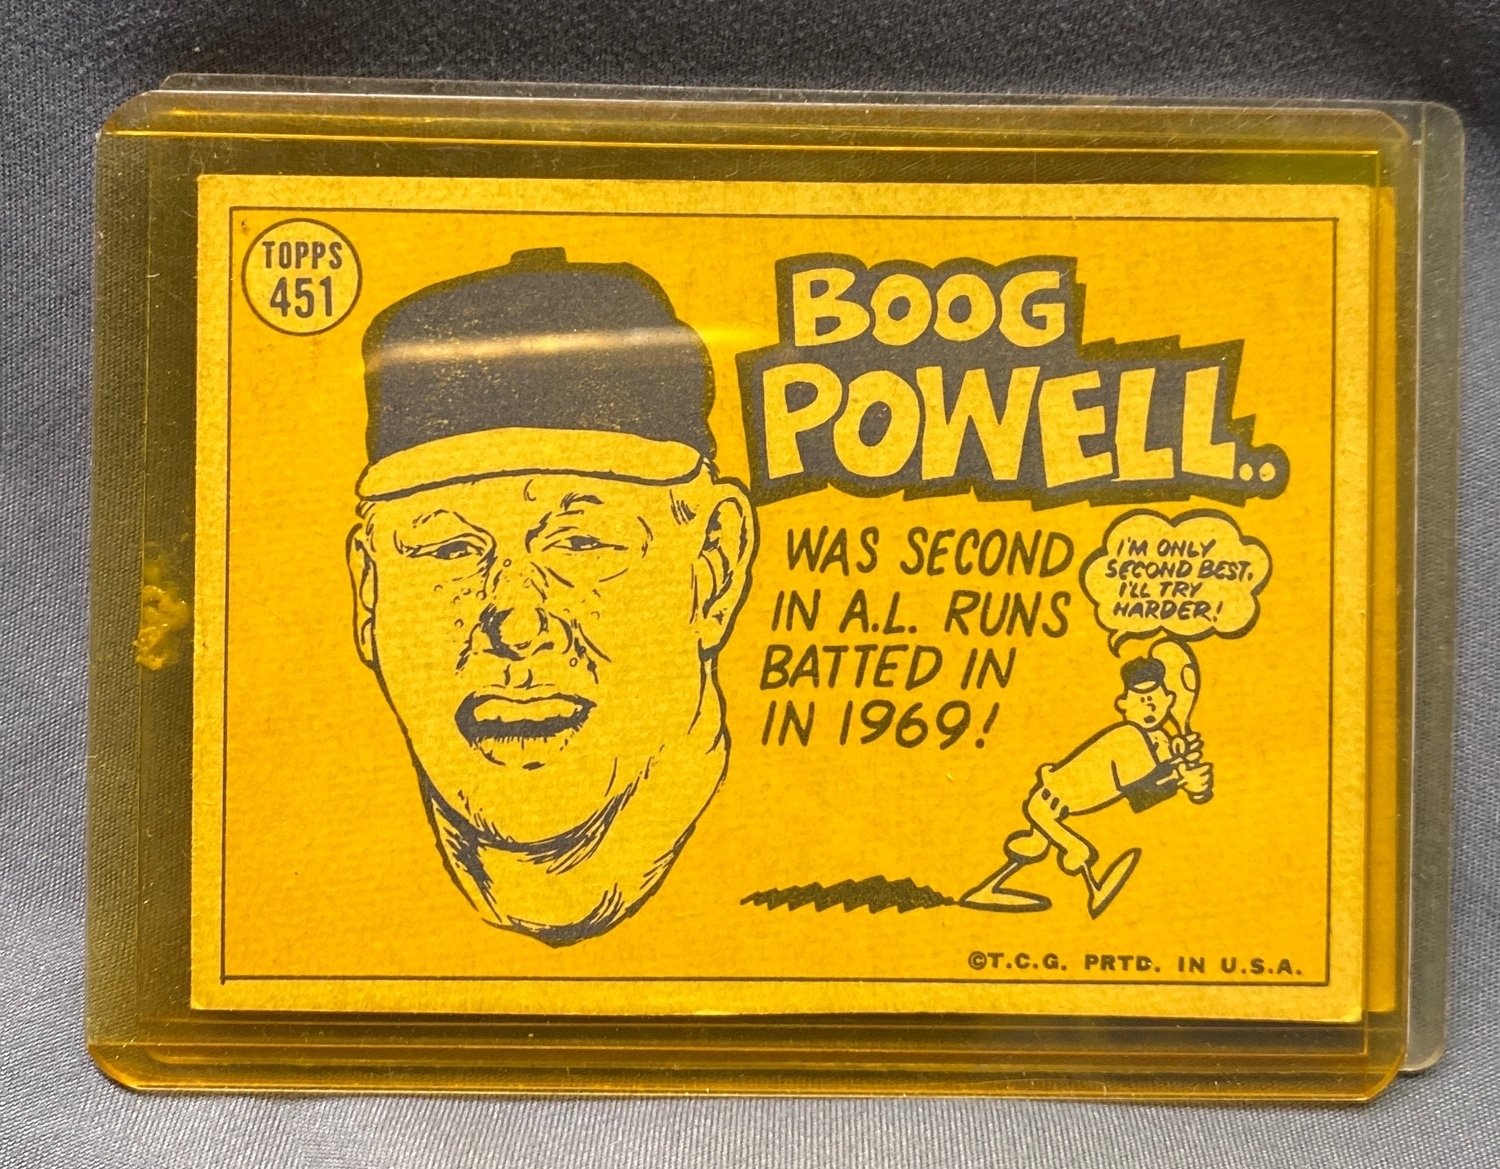 TOPPS
451
BOOG
POWELL..
WAS SECOND
IN A.L. RUNS
BATTED IN
IN 1969!
I'M ONLY
SECOND BEST.
I'LL TRY
HARDER!
©T.C.G. PRTD. IN U.S.A.